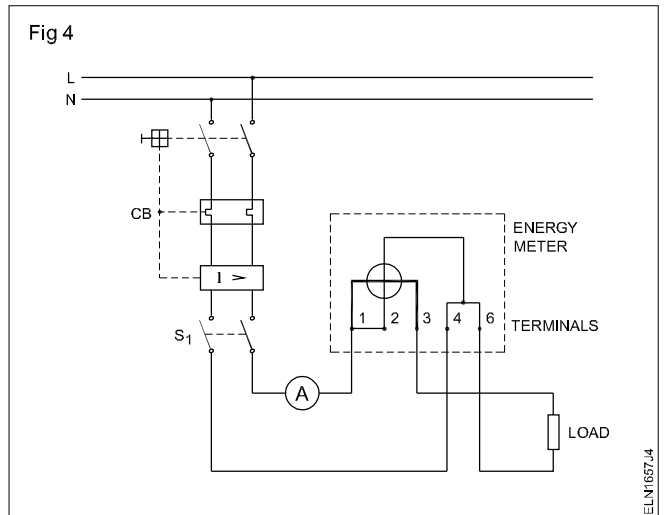 Fig 4
L
N
CB
I >
S1
A
ENERGY
METER
1 2 3 4 6
TERMINALS
LOAD
ELN1657J4